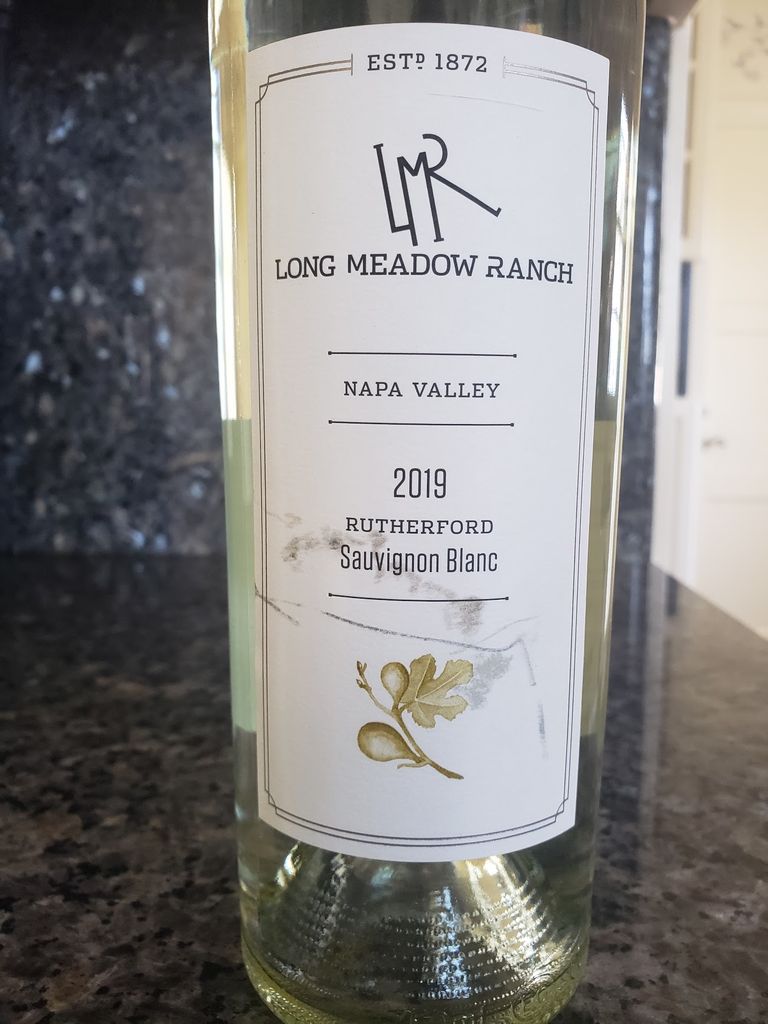 ESTD 1872
LMR
LONG MEADOW RANCH
NAPA VALLEY
2019
RUTHERFORD
Sauvignon Blanc